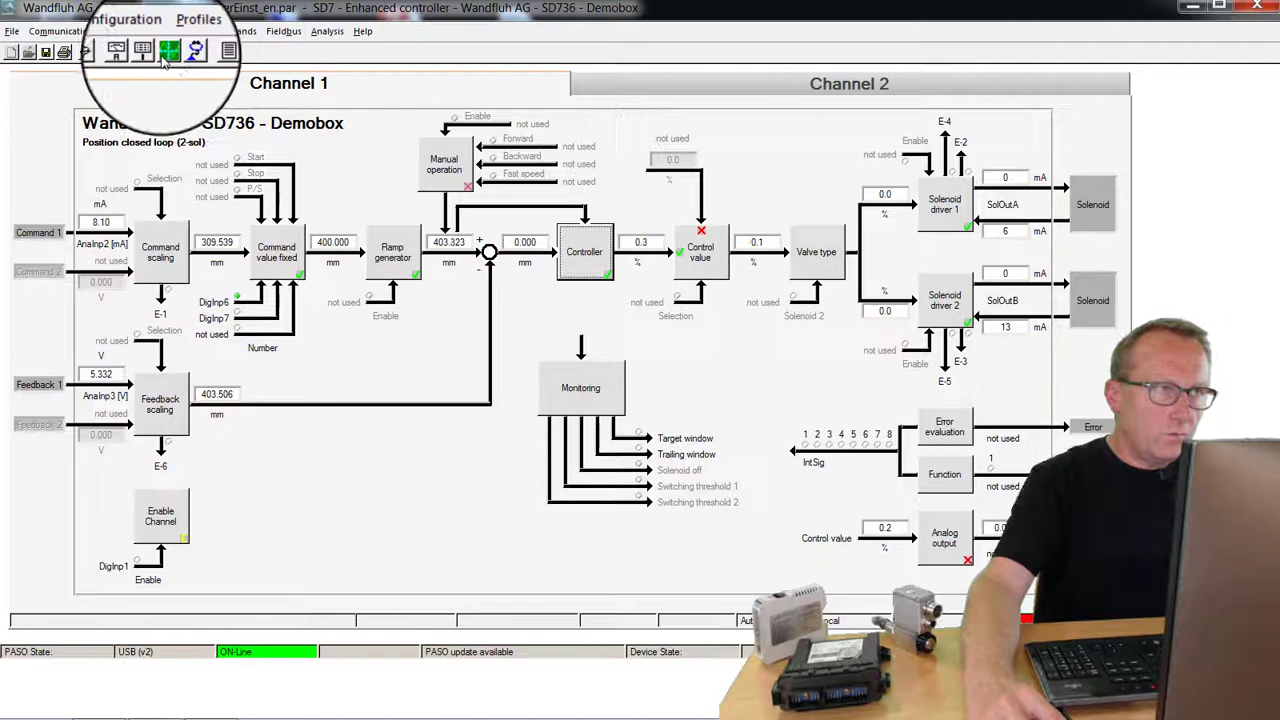 Wandfluh AG
erEinst_en.par - SD7 - Enhanced controller - Wandfluh AG - SD736 - Demobox
nfiguration Profiles
File Communicati
ds Fieldbus Analysis Help
Channel 1
Channel 2
Wandf
SD736 - Demobox
Position closed loop (2-sol)
not used
Selection
mA
Command 1
8.10
AnaInp2 [mA]
not used
Command 2
0.000
V
Command scaling
E-1
309.539
mm
not used
Start
not used
Stop
not used
P/S
Command value fixed
DigInp6
DigInp7
not used
Number
400.000
mm
Ramp generator
not used
Enable
Enable
not used
Manual operation
Forward
not used
Backward
not used
Fast speed
not used
403.323
mm
+
-
0.000
mm
Controller
0.3
%
not used
0.0
%
Control value
not used
Selection
-0.1
%
Valve type
not used
Solenoid 2
0.0
%
%
0.0
Enable
not used
E-4
E-2
Solenoid driver 1
0
mA
SolOutA
6
mA
Solenoid
Solenoid driver 2
0
mA
SolOutB
13
mA
Solenoid
not used
Enable
E-3
E-5
not used
Selection
V
Feedback 1
5.332
AnaInp3 [V]
not used
Feedback 2
0.000
V
Feedback scaling
E-6
403.506
mm
Monitoring
Target window
Trailing window
Solenoid off
Switching threshold 1
Switching threshold 2
1 2 3 4 5 6 7 8
IntSig
Error evaluation
not used
Error
Function
1
not used
Enable Channel
DigInp1
Enable
Control value
0.2
%
Analog output
0.0
not used
PASO State:
USB (v2)
ON-Line
PASO update available
Device State: